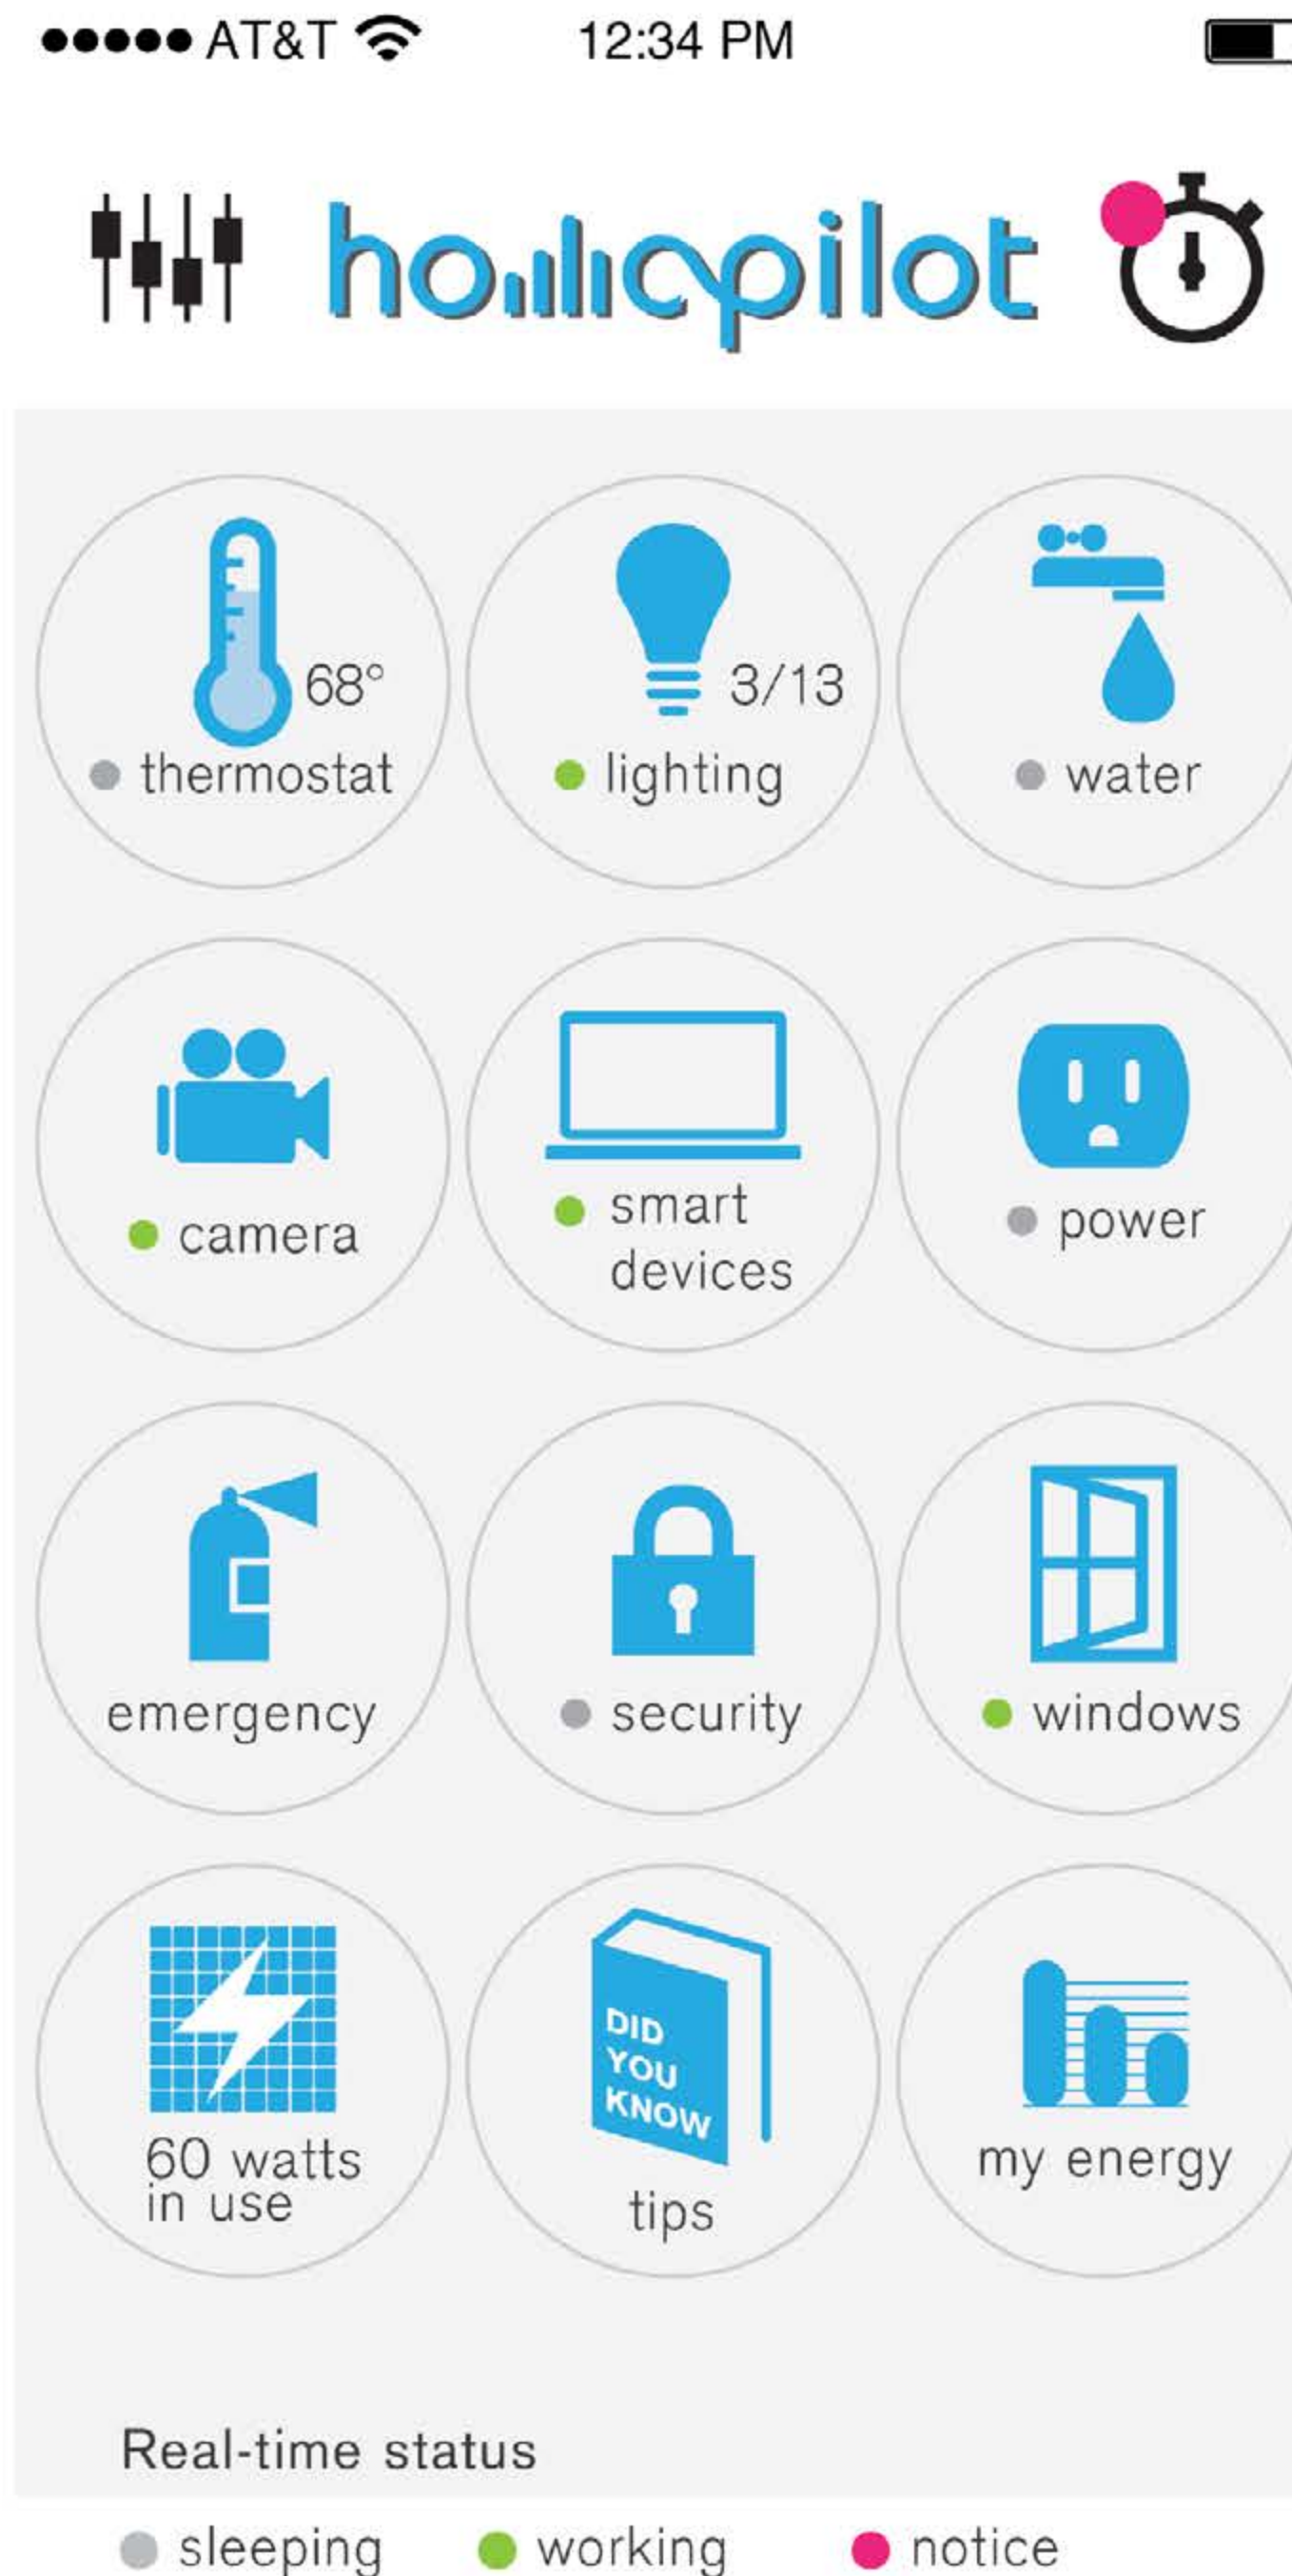 AT&T 12:34 PM
homepilot
68°
thermostat
3/13
lighting
water
camera
smart
devices
power
emergency
security
windows
60 watts
in use
DID
YOU
KNOW
tips
my energy
Real-time status
sleeping working notice